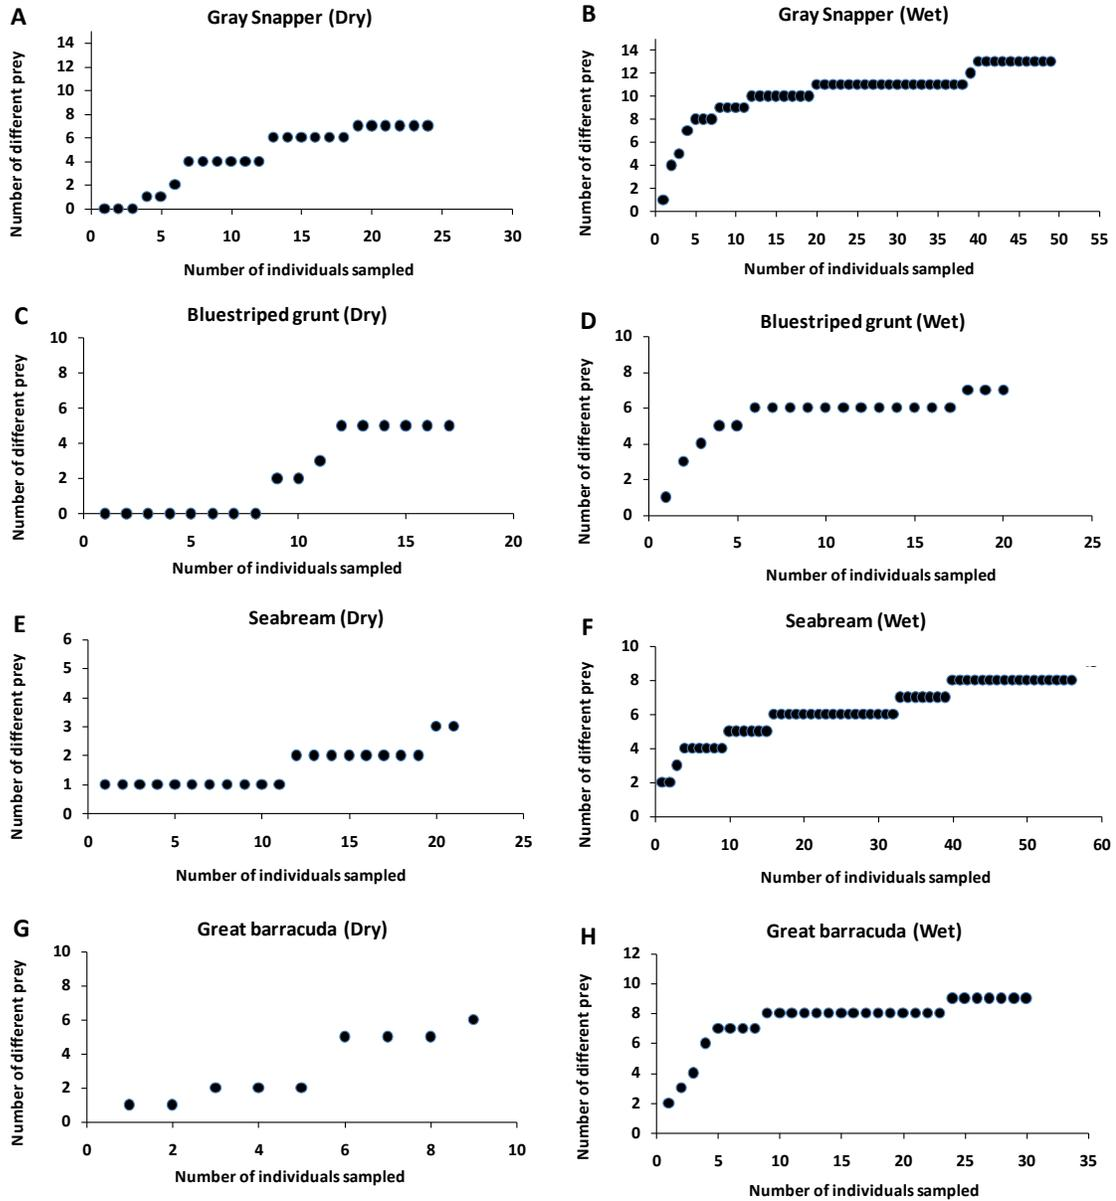 A
Gray Snapper (Dry)
Number of different prey
14
12
10
8
6
4
2
0
0 5 10 15 20 25 30
Number of individuals sampled
B
Gray Snapper (Wet)
Number of different prey
14
12
10
8
6
4
2
0
0 5 10 15 20 25 30 35 40 45 50 55
Number of individuals sampled
C
Bluestriped grunt (Dry)
Number of different prey
10
8
6
4
2
0
0 5 10 15 20
Number of individuals sampled
D
Bluestriped grunt (Wet)
Number of different prey
10
8
6
4
2
0
0 5 10 15 20 25
Number of individuals sampled
E
Seabream (Dry)
Number of different prey
6
5
4
3
2
1
0
0 5 10 15 20 25
Number of individuals sampled
F
Seabream (Wet)
Number of different prey
10
8
6
4
2
0
0 10 20 30 40 50 60
Number of individuals sampled
G
Great barracuda (Dry)
Number of different prey
10
8
6
4
2
0
0 2 4 6 8 10
Number of individuals sampled
H
Great barracuda (Wet)
Number of different prey
12
10
8
6
4
2
0
0 5 10 15 20 25 30 35
Number of individuals sampled